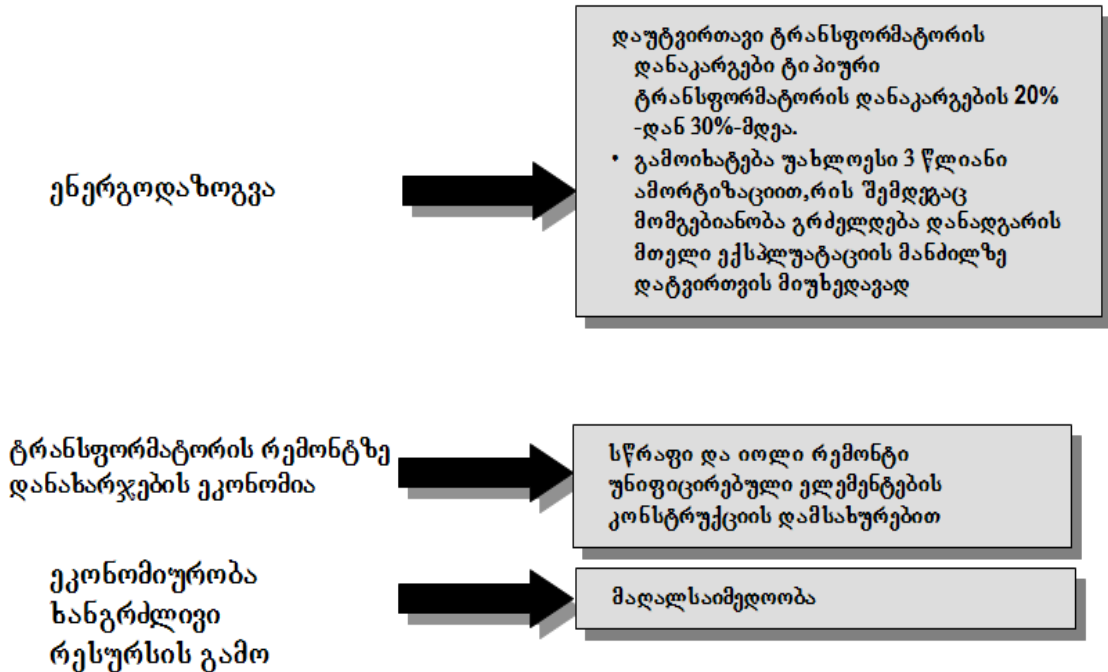 ენერგოდაზოგვა
დაუტვირთავი ტრანსფორმატორის
დანაკარგები ტიპიური
ტრანსფორმატორის დანაკარგების 20%
-დან 30%-მდეა.
• გამოიხატება უახლოესი 3 წლიანი
ამორტიზაციით,რის შემდეგაც
მომგებიანობა გრძელდება დანადგარის
მთელი ექსპლუატაციის მანძილზე
დატვირთვის მიუხედავად
ტრანსფორმატორის რემონტზე
დანახარჯების ეკონომია
სწრაფი და იოლი რემონტი
უნიფიცირებული ელემენტების
კონსტრუქციის დამსახურებით
ეკონომიურობა
ხანგრძლივი
რესურსის გამო
მაღალსაიმედოობა